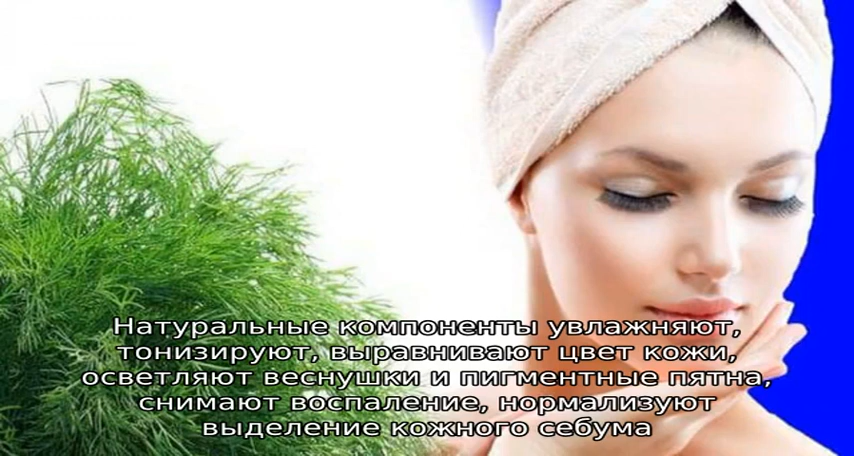 Натуральные компоненты увлажняют,
тонизируют, выравнивают цвет кожи,
осветляют веснушки и пигментные пятна,
снимают воспаление, нормализуют
выделение кожного себума